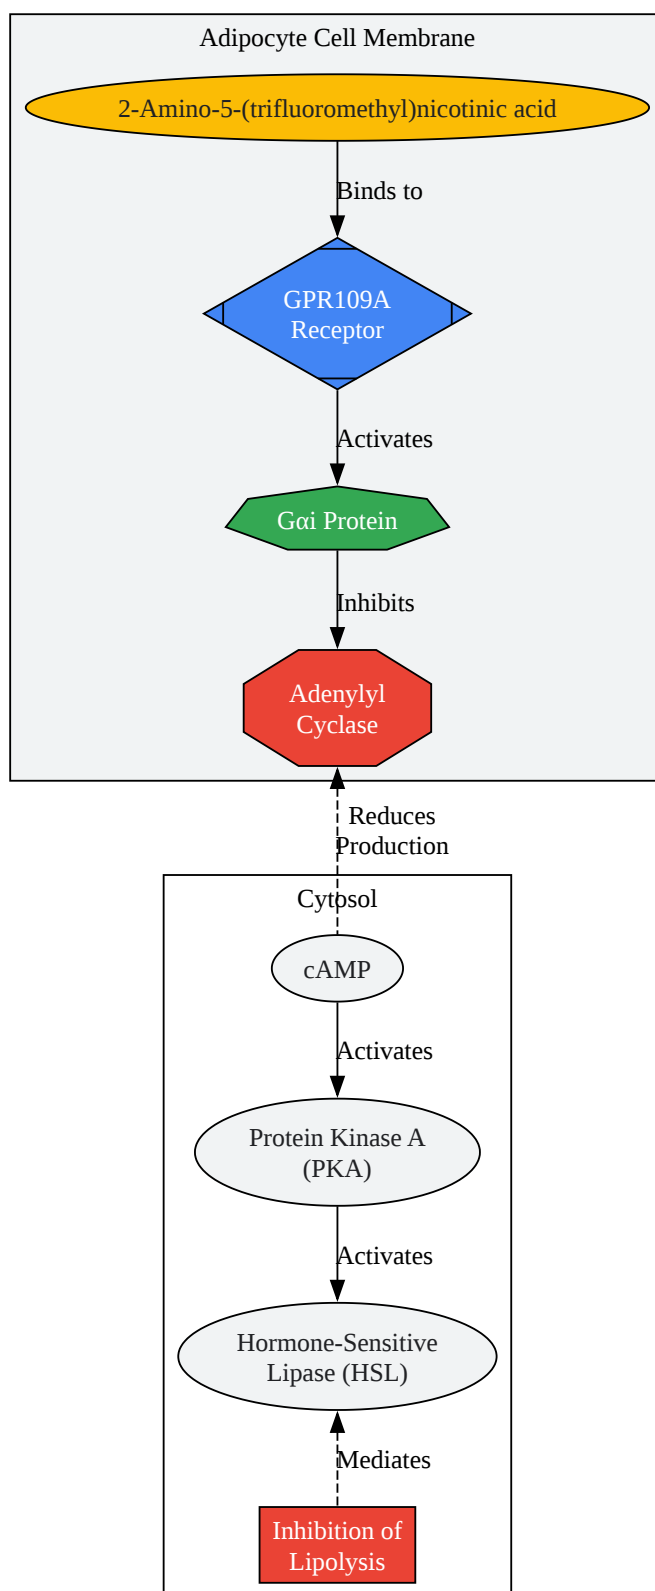 Adipocyte Cell Membrane
2-Amino-5-(trifluoromethyl)nicotinic acid
Binds to
GPR109A
Receptor
Activates
Gαi Protein
Inhibits
Adenylyl
Cyclase
Reduces
Production
Cytosol
cAMP
Activates
Protein Kinase A
(PKA)
Activates
Hormone-Sensitive
Lipase (HSL)
Mediates
Inhibition of
Lipolysis